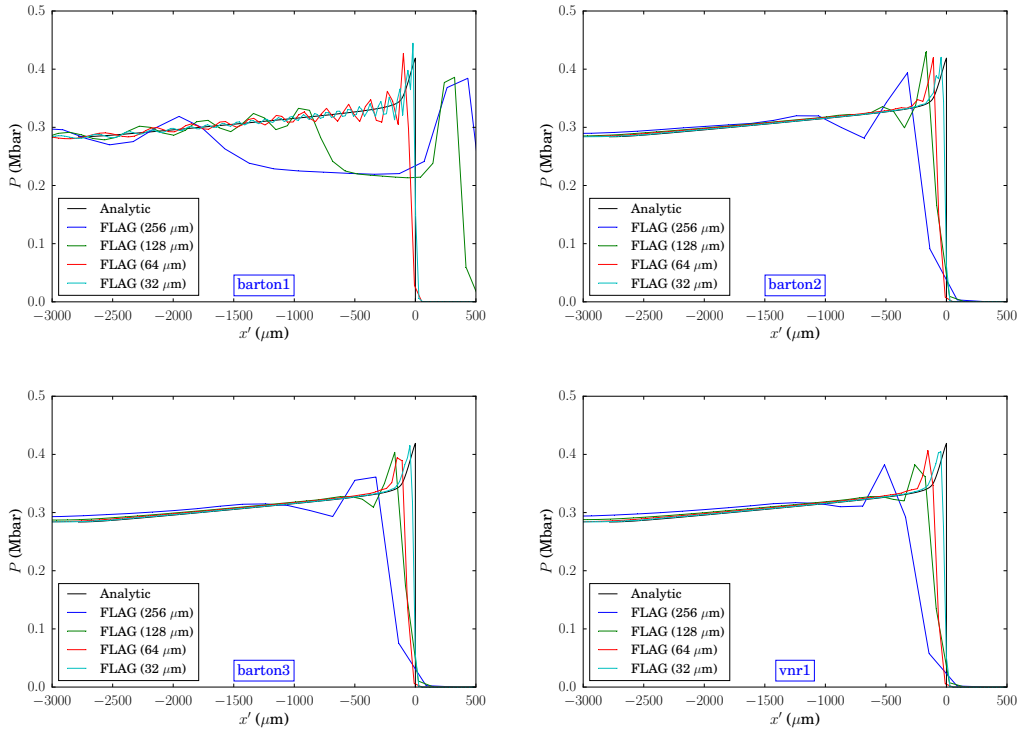 0.5
0.4
0.3
0.2
0.1
0.0
P (Mbar)
Analytic
FLAG (256 μm)
FLAG (128 μm)
FLAG (64 μm)
FLAG (32 μm)
barton1
−3000 −2500 −2000 −1500 −1000 −500 0 500
x′ (μm)
0.5
0.4
0.3
0.2
0.1
0.0
P (Mbar)
Analytic
FLAG (256 μm)
FLAG (128 μm)
FLAG (64 μm)
FLAG (32 μm)
barton2
−3000 −2500 −2000 −1500 −1000 −500 0 500
x′ (μm)
0.5
0.4
0.3
0.2
0.1
0.0
P (Mbar)
Analytic
FLAG (256 μm)
FLAG (128 μm)
FLAG (64 μm)
FLAG (32 μm)
barton3
−3000 −2500 −2000 −1500 −1000 −500 0 500
x′ (μm)
0.5
0.4
0.3
0.2
0.1
0.0
P (Mbar)
Analytic
FLAG (256 μm)
FLAG (128 μm)
FLAG (64 μm)
FLAG (32 μm)
vnr1
−3000 −2500 −2000 −1500 −1000 −500 0 500
x′ (μm)